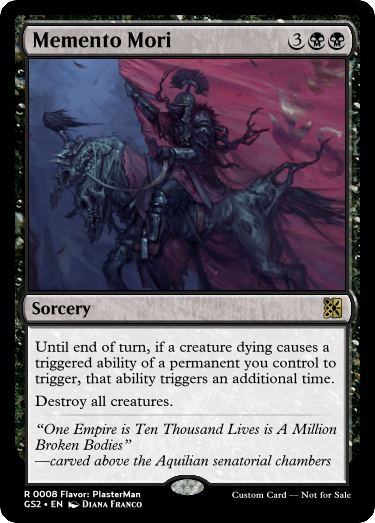 Memento Mori 3
Sorcery
Until end of turn, if a creature dying causes a
triggered ability of a permanent you control to
trigger, that ability triggers an additional time.
Destroy all creatures.
“One Empire is Ten Thousand Lives is A Million
Broken Bodies”
—carved above the Aquilian senatorial chambers
R 0008 Flavor: PlasterMan
GS2 • EN DIANA FRANCO
Custom Card — Not for Sale